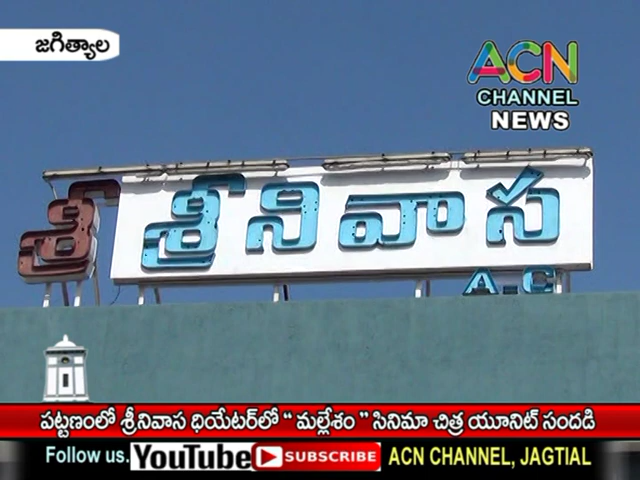 జగిత్యాల
ACN
CHANNEL
NEWS
శ్రీ శ్రీనివాస
A-C
పట్టణంలో శ్రీనివాస థియేటర్‌లో “ మల్లేశం ” సినిమా చిత్ర యూనిట్ సందడి
Follow us. YouTube SUBSCRIBE ACN CHANNEL, JAGTIAL